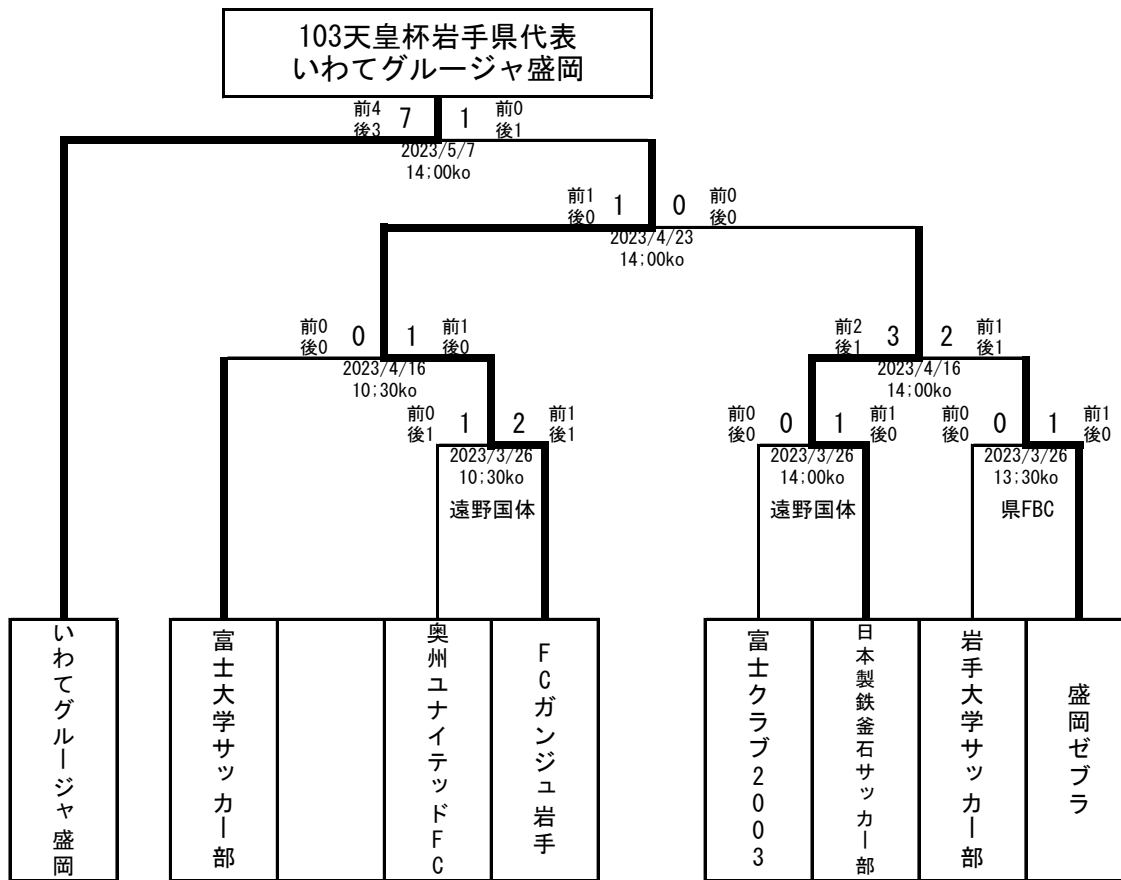 103天皇杯岩手県代表
いわてグルージャ盛岡
前4 7 1 前0
後3 後1
2023/5/7
14;00ko
前1 1 0 前0
後0 後0
2023/4/23
14;00ko
前0 0 1 前1
後0 後0
2023/4/16
10;30ko
前2 3 2 前1
後1 後1
2023/4/16
14;00ko
前0 1 2 前1
後1 後1
2023/3/26
10;30ko
遠野国体
前0 0 1 前1
後0 後0
2023/3/26
14;00ko
遠野国体
前0 0 1 前1
後0 後0
2023/3/26
13;30ko
県FBC
いわてグルージャ盛岡
富士大学サッカー部
奥州ユナイテッドFC
FCガンジュ岩手
富士クラブ2003
日本製鉄釜石サッカー部
岩手大学サッカー部
盛岡ゼブラ